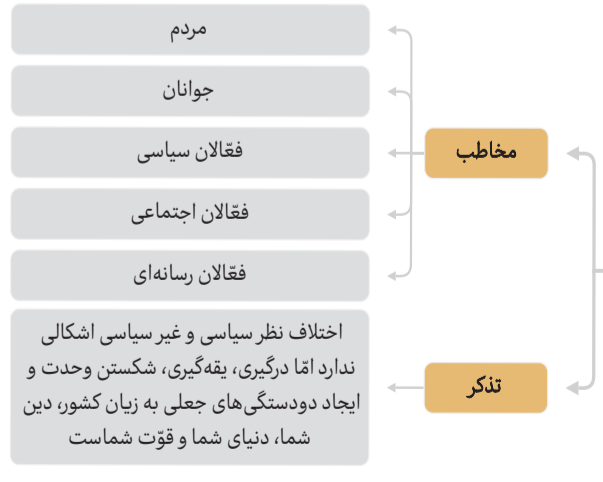 مخاطب
مردم
جوانان
فعّالان سیاسی
فعّالان اجتماعی
فعّالان رسانه‌ای
تذکر
اختلاف نظر سیاسی و غیر سیاسی اشکالی
ندارد امّا درگیری، یقه‌گیری، شکستن وحدت و
ایجاد دودستگی‌های جعلی به زیان کشور، دین
شما، دنیای شما و قوّت شماست